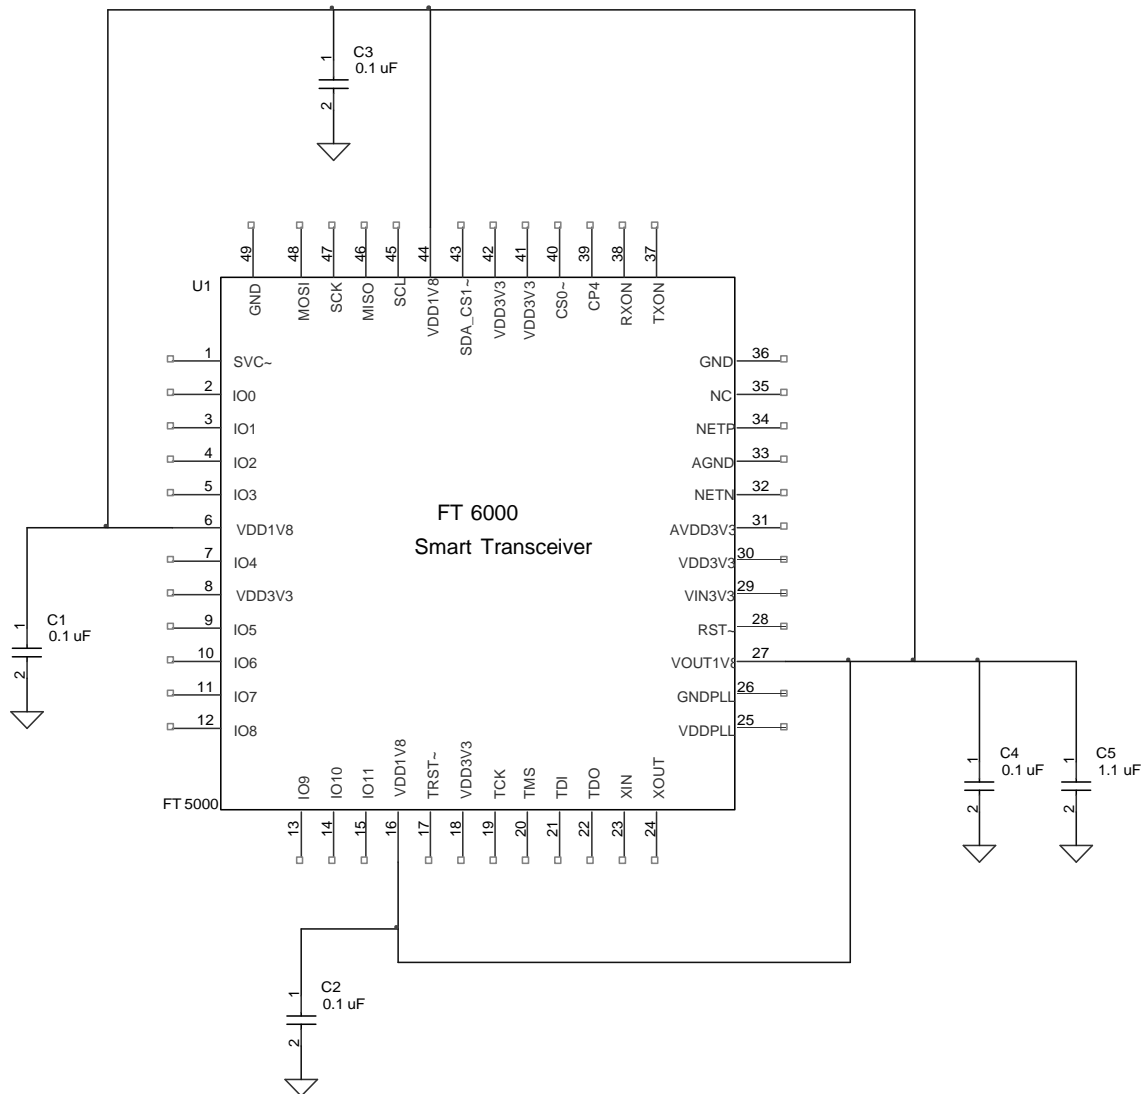 1
C3
0.1 uF
2
49
48
47
46
45
44
43
42
41
40
39
38
37
U1
GND
MOSI
SCK
MISO
SCL
VDD1V8
SDA_CS1~
VDD3V3
VDD3V3
CS0~
CP4
RXON
TXON
1 SVC~
2 IO0
3 IO1
4 IO2
5 IO3
6 VDD1V8
7 IO4
8 VDD3V3
9 IO5
10 IO6
11 IO7
12 IO8
GND 36
NC 35
NETP 34
AGND 33
NETN 32
AVDD3V3 31
VDD3V3 30
VIN3V3 29
RST~ 28
VOUT1V8 27
GNDPLL 26
VDDPLL 25
FT 6000
Smart Transceiver
1
C1
0.1 uF
2
IO9
IO10
IO11
VDD1V8
TRST~
VDD3V3
TCK
TMS
TDI
TDO
XIN
XOUT
FT 5000
13
14
15
16
17
18
19
20
21
22
23
24
1
C4
0.1 uF
2
1
C5
1.1 uF
2
1
C2
0.1 uF
2